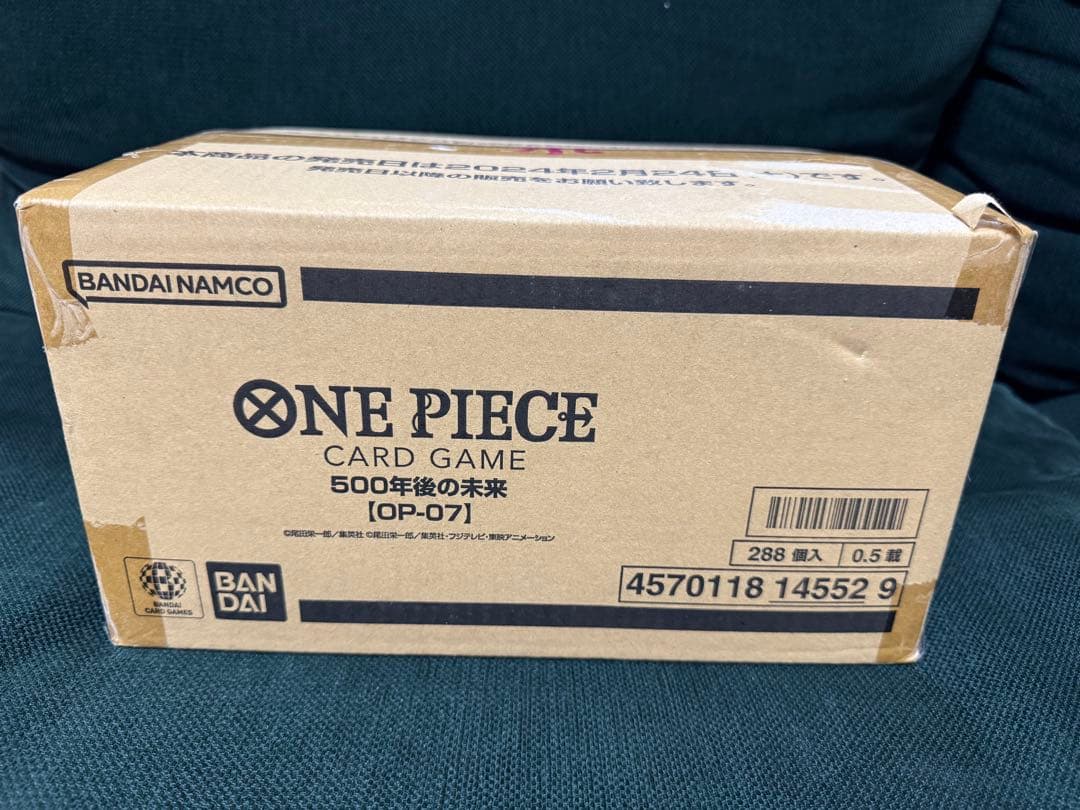 本商品の発売日は2024年2月24日(土)です。
発売日以降の販売をお願い致します。
BANDAI NAMCO
ONE PIECE
CARD GAME
500年後の未来
【OP-07】
©尾田栄一郎／集英社 ©尾田栄一郎／集英社・フジテレビ・東映アニメーション
288 個入 0.5 載
4570118 14552 9
BANDAI
CARD GAMES
BAN
DAI